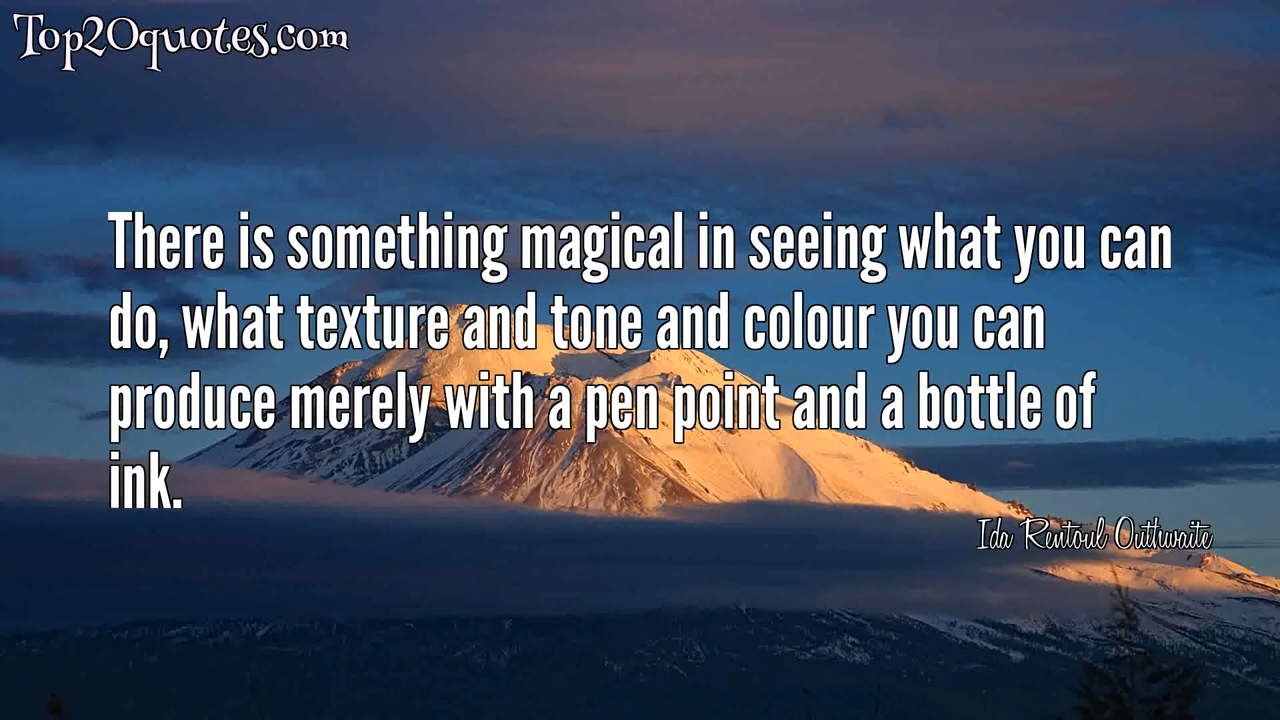 Top20quotes.com
There is something magical in seeing what you can
do, what texture and tone and colour you can
produce merely with a pen point and a bottle of
ink.
Ida Rentoul Outhwaite